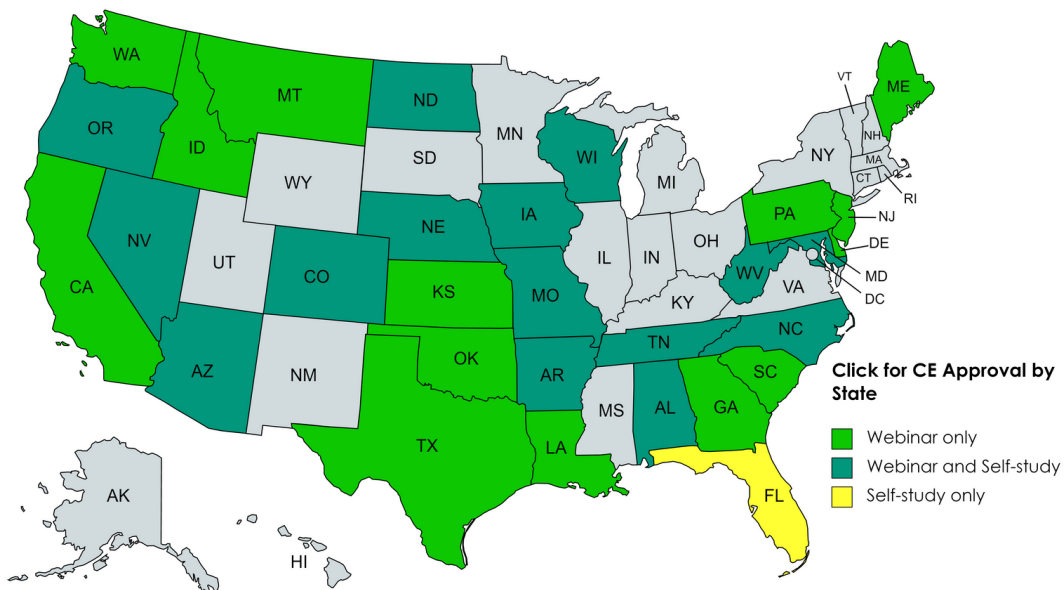 WA
MT
ND
MN
VT
ME
OR
ID
SD
WI
NH
NY
MA
WY
MI
CT
RI
IA
PA
NJ
NE
NV
OH
DE
UT
IL
IN
CO
WV
MD
CA
KS
MO
VA
DC
KY
NC
TN
OK
AZ
NM
AR
SC
MS
AL
GA
TX
LA
AK
FL
HI
Click for CE Approval by
State
Webinar only
Webinar and Self-study
Self-study only